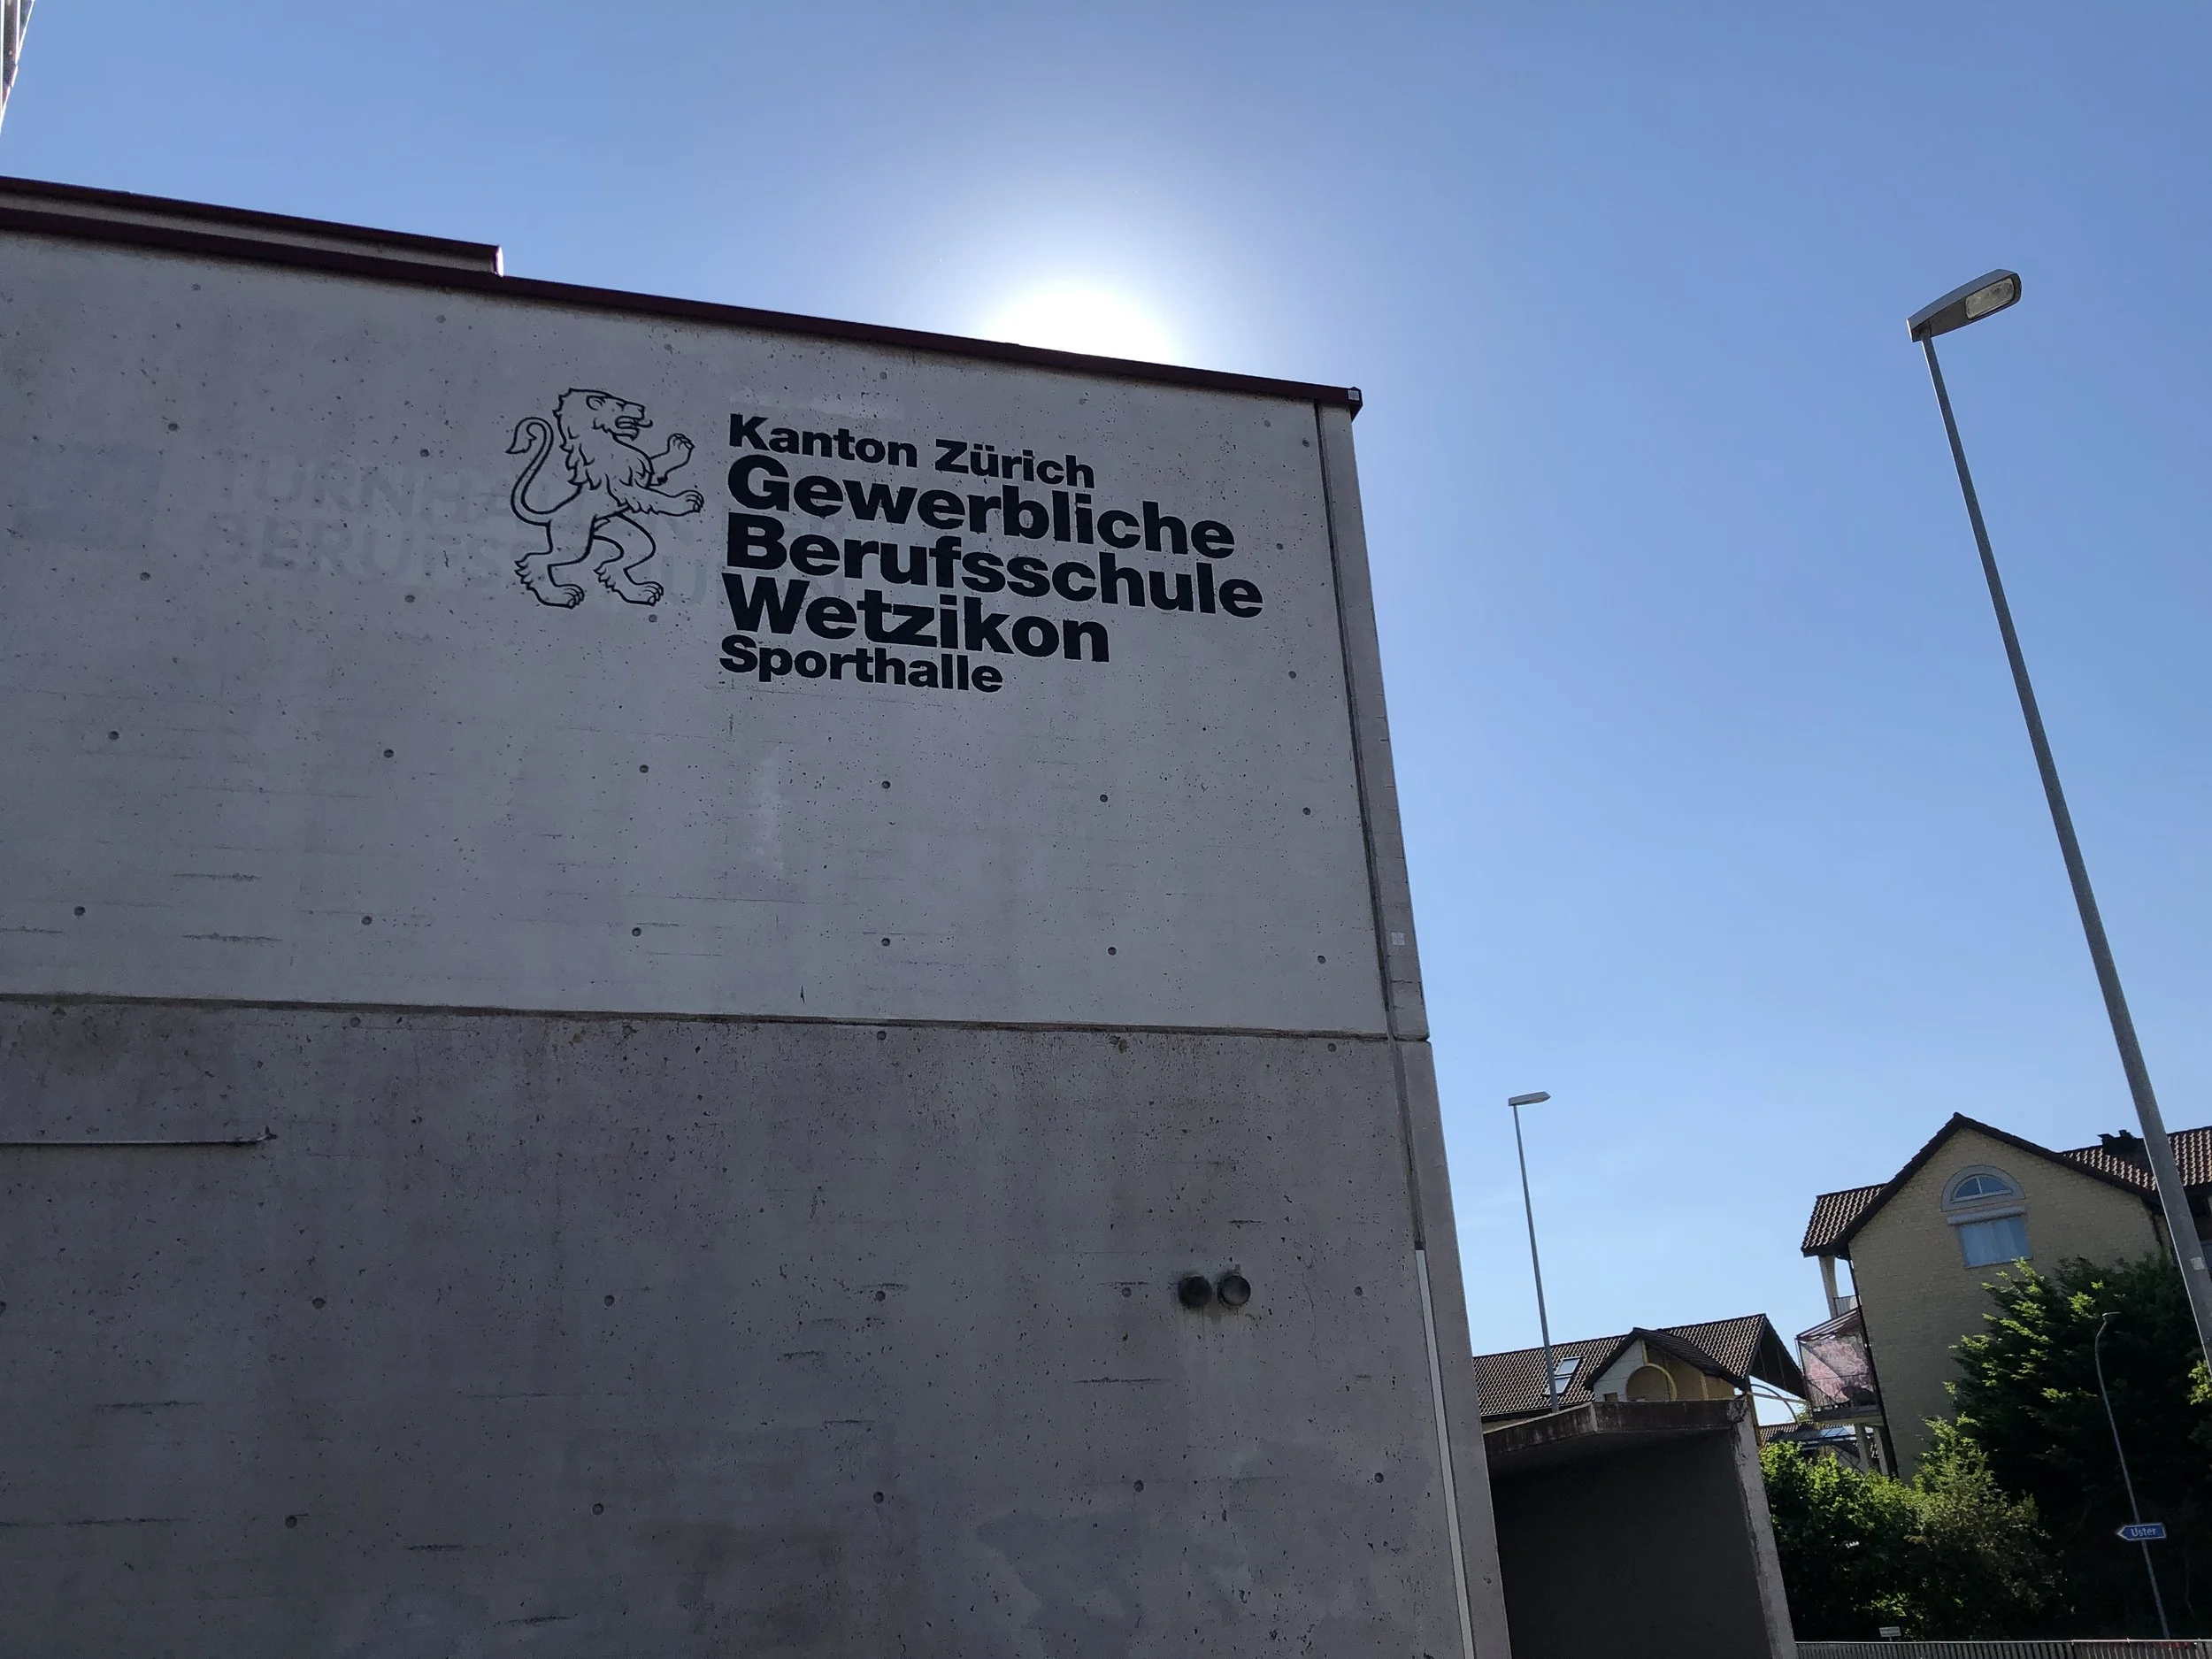 Kanton Zürich
Gewerbliche
Berufsschule
Wetzikon
Sporthalle
Uster